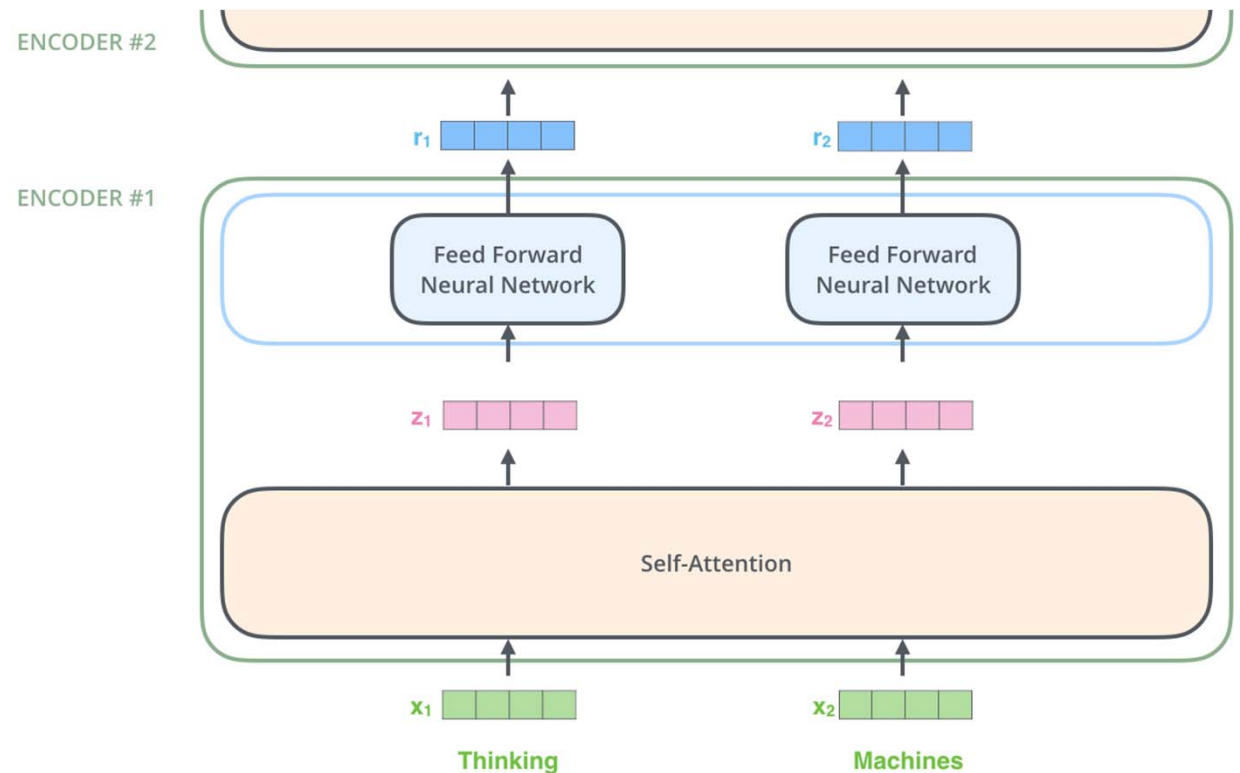 ENCODER #2
r₁
r₂
ENCODER #1
Feed Forward
Neural Network
Feed Forward
Neural Network
z₁
z₂
Self-Attention
x₁
x₂
Thinking
Machines